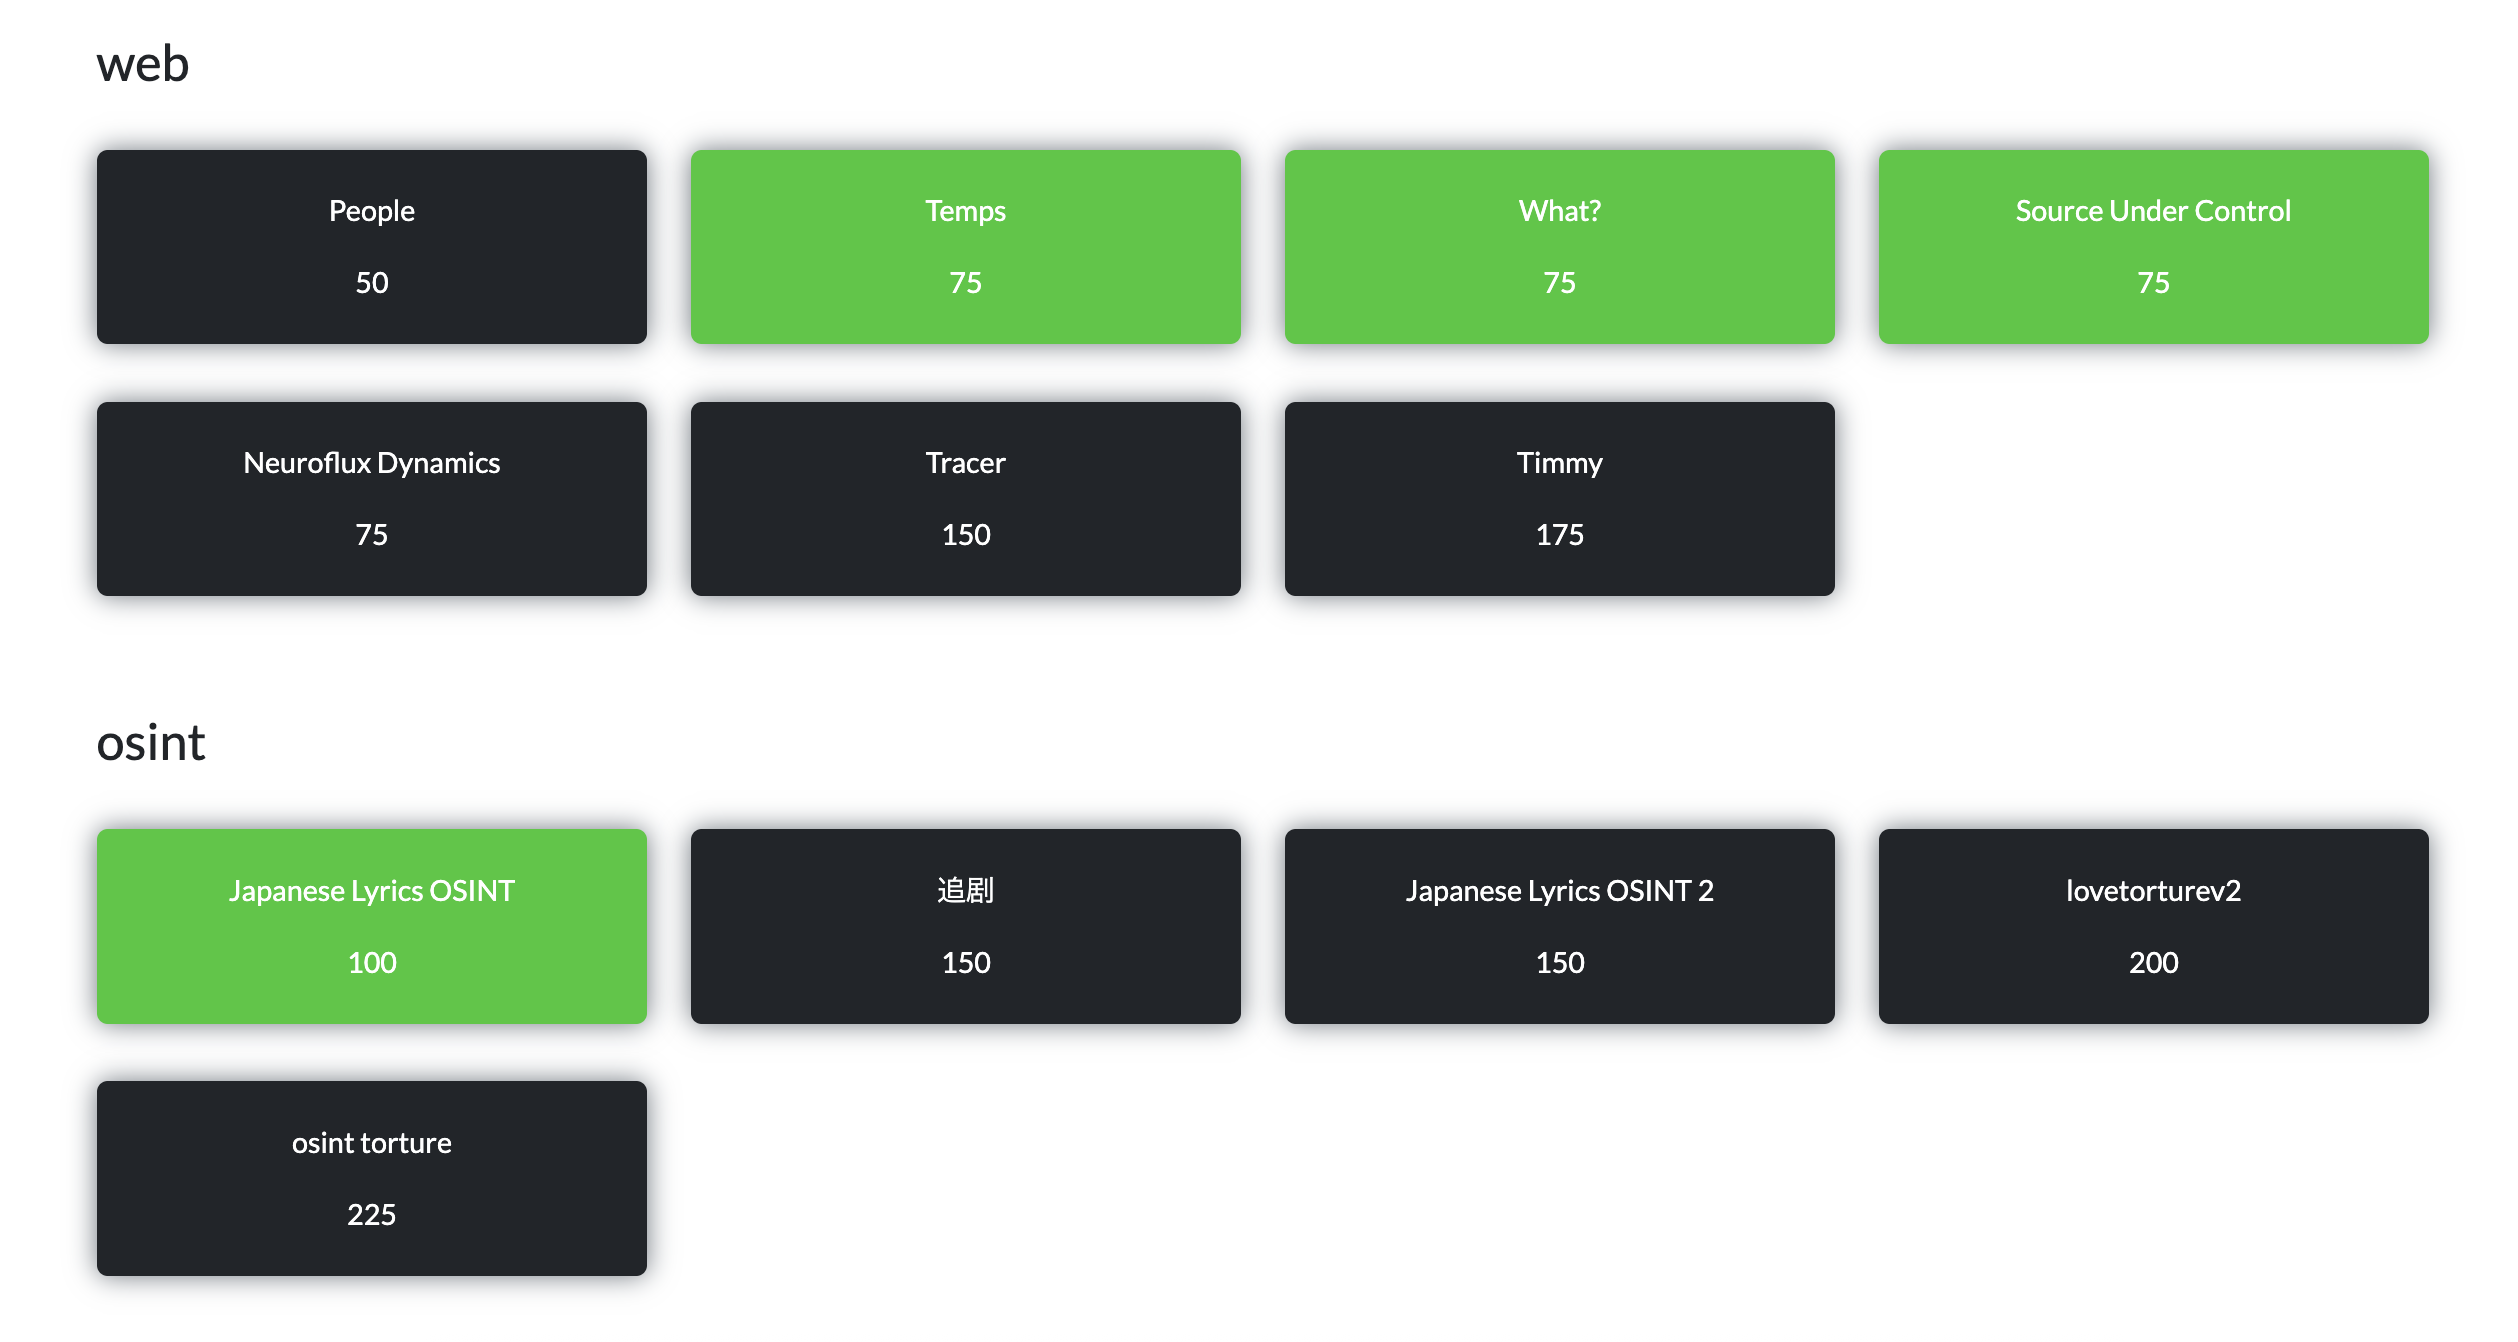 web
People
50
Temps
75
What?
75
Source Under Control
75
Neuroflux Dynamics
75
Tracer
150
Timmy
175
osint
Japanese Lyrics OSINT
100
追剧
150
Japanese Lyrics OSINT 2
150
lovetorturev2
200
osint torture
225